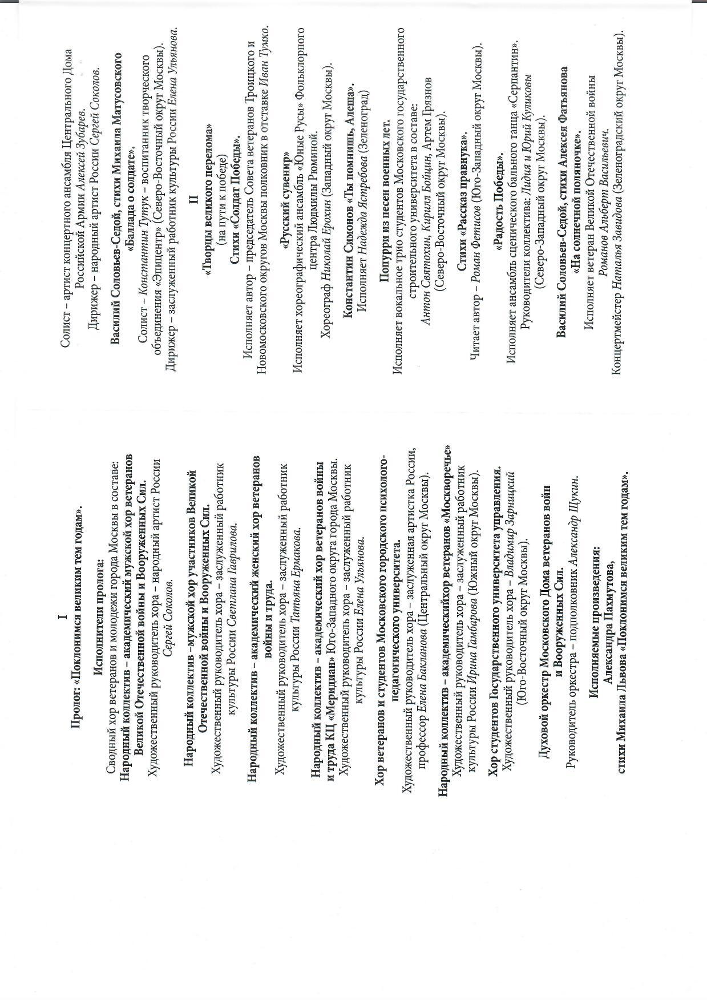 I
Пролог: «Поклонимся великим тем годам».
Исполнители пролога:
Сводный хор ветеранов и молодежи города Москвы в составе:
Народный коллектив – академический мужской хор ветеранов
Великой Отечественной войны и Вооруженных Сил.
Художественный руководитель хора – народный артист России
Сергей Соколов.
Народный коллектив –мужской хор участников Великой
Отечественной войны и Вооруженных Сил.
Художественный руководитель хора – заслуженный работник
культуры России Светлана Гаврилова.
Народный коллектив – академический женский хор ветеранов
войны и труда.
Художественный руководитель хора – заслуженный работник
культуры России Татьяна Ермакова.
Народный коллектив – академический хор ветеранов войны
и труда КЦ «Меридиан» Юго-Западного округа города Москвы.
Художественный руководитель хора – заслуженный работник
культуры России Елена Ульянова.
Хор ветеранов и студентов Московского городского психолого-
педагогического университета.
Художественный руководитель хора – заслуженная артистка России,
профессор Елена Бакланова (Центральный округ Москвы).
Народный коллектив – академическийхор ветеранов «Москворечье»
Художественный руководитель хора – заслуженный работник
культуры России Ирина Гамбарова (Южный округ Москвы).
Хор студентов Государственного университета управления.
Художественный руководитель хора – Владимир Зарницкий
(Юго-Восточный округ Москвы).
Духовой оркестр Московского Дома ветеранов войн
и Вооруженных Сил.
Руководитель оркестра – подполковник Александр Щукин.
Исполняемые произведения:
Александра Пахмутова,
стихи Михаила Львова «Поклонимся великим тем годам».
Солист – артист концертного ансамбля Центрального Дома
Российской Армии Алексей Зубарев.
Дирижер – народный артист России Сергей Соколов.
Василий Соловьев-Седой, стихи Михаила Матусовского
«Баллада о солдате».
Солист – Константин Тутук – воспитанник творческого
объединения «Эпицентр» (Северо-Восточный округ Москвы).
Дирижер – заслуженный работник культуры России Елена Ульянова.
II
«Творцы великого перелома»
(на пути к победе)
Стихи «Солдат Победы».
Исполняет автор – председатель Совета ветеранов Троицкого и
Новомосковского округов Москвы полковник в отставке Иван Тумко.
«Русский сувенир»
Исполняет хореографический ансамбль «Юные Русы» Фольклорного
центра Людмилы Рюминой.
Хореограф Николай Ерохин (Западный округ Москвы).
Константин Симонов «Ты помнишь, Алеша».
Исполняет Надежда Ястребова (Зеленоград)
Попурри из песен военных лет.
Исполняет вокальное трио студентов Московского государственного
строительного университета в составе:
Антон Святохин, Кирилл Бойцин, Артем Грязнов
(Северо-Восточный округ Москвы).
Стихи «Рассказ правнука».
Читает автор – Роман Фетисов (Юго-Западный округ Москвы).
«Радость Победы».
Исполняет ансамбль сценического бального танца «Серпантин».
Руководители коллектива: Лидия и Юрий Куликовы
(Северо-Западный округ Москвы).
Василий Соловьев-Седой, стихи Алексея Фатьянова
«На солнечной поляночке».
Исполняет ветеран Великой Отечественной войны
Романов Альберт Васильевич.
Концертмейстер Наталья Завидова (Зеленоградский округ Москвы).